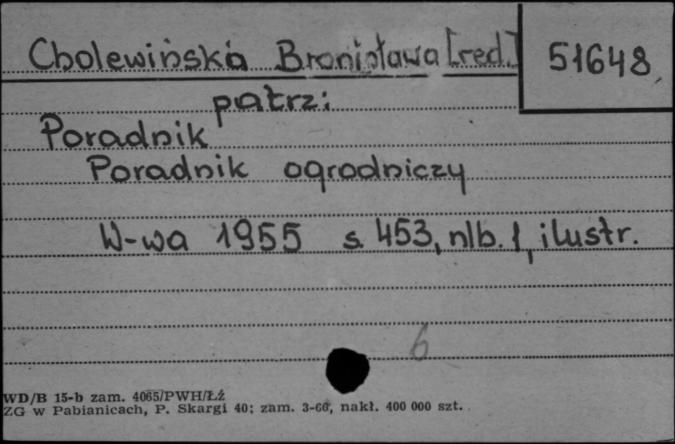 Cholewińska Bronisława [red.] 51648
patrz:
Poradnik
Poradnik ogrodniczy
W-wa 1955 s. 453, nlb. 1, ilustr.
6
WD/B 15-b zam. 4065/PWH/Łź
ZG w Pabianicach, P. Skargi 40; zam. 3-66, nakł. 400 000 szt.